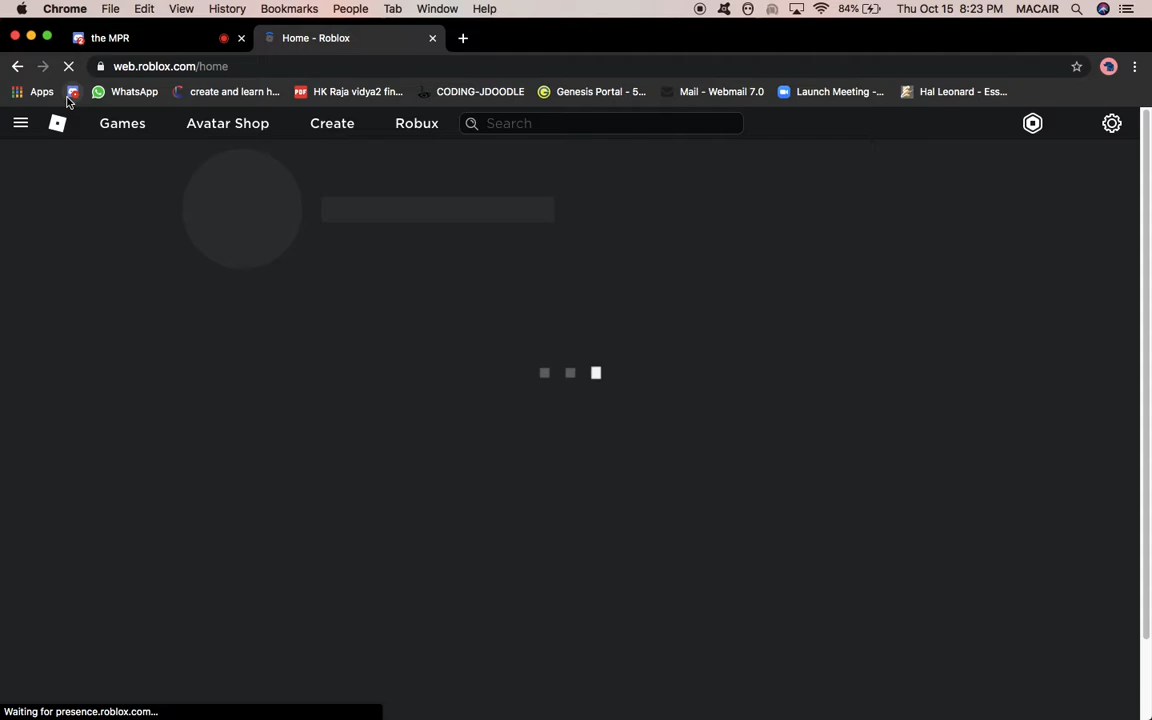 Chrome File Edit View History Bookmarks People Tab Window Help 84% Thu Oct 15 8:23 PM MACAIR
the MPR Home - Roblox
web.roblox.com/home
Apps WhatsApp create and learn h... HK Raja vidya2 fin... CODING-JDOODLE Genesis Portal - 5... Mail - Webmail 7.0 Launch Meeting -... Hal Leonard - Ess...
Games Avatar Shop Create Robux Search
Waiting for presence.roblox.com...